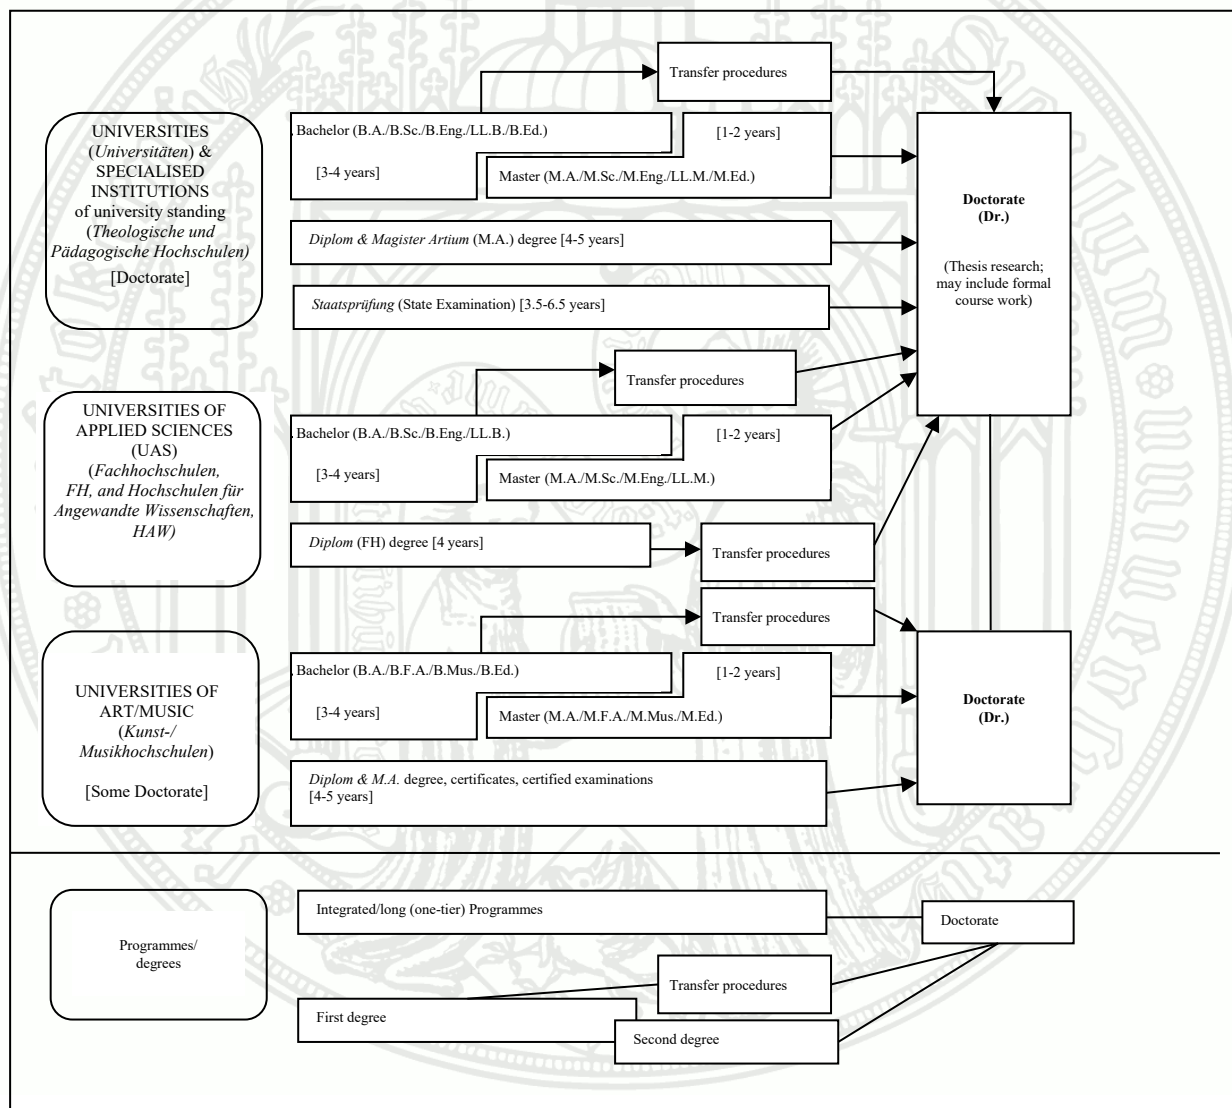 Transfer procedures
UNIVERSITIES
(Universitäten) &
SPECIALISED
INSTITUTIONS
of university standing
(Theologische und
Pädagogische Hochschulen)
[Doctorate]
Bachelor (B.A./B.Sc./B.Eng./LL.B./B.Ed.)
[3-4 years]
[1-2 years]
Master (M.A./M.Sc./M.Eng./LL.M./M.Ed.)
Diplom & Magister Artium (M.A.) degree [4-5 years]
Staatsprüfung (State Examination) [3.5-6.5 years]
Doctorate
(Dr.)
(Thesis research;
may include formal
course work)
Transfer procedures
UNIVERSITIES OF
APPLIED SCIENCES
(UAS)
(Fachhochschulen,
FH, and Hochschulen für
Angewandte Wissenschaften,
HAW)
Bachelor (B.A./B.Sc./B.Eng./LL.B.)
[3-4 years]
[1-2 years]
Master (M.A./M.Sc./M.Eng./LL.M.)
Diplom (FH) degree [4 years]
Transfer procedures
Transfer procedures
UNIVERSITIES OF
ART/MUSIC
(Kunst-/
Musikhochschulen)
[Some Doctorate]
Bachelor (B.A./B.F.A./B.Mus./B.Ed.)
[3-4 years]
[1-2 years]
Master (M.A./M.F.A./M.Mus./M.Ed.)
Diplom & M.A. degree, certificates, certified examinations
[4-5 years]
Doctorate
(Dr.)
Programmes/
degrees
Integrated/long (one-tier) Programmes
Doctorate
Transfer procedures
First degree
Second degree